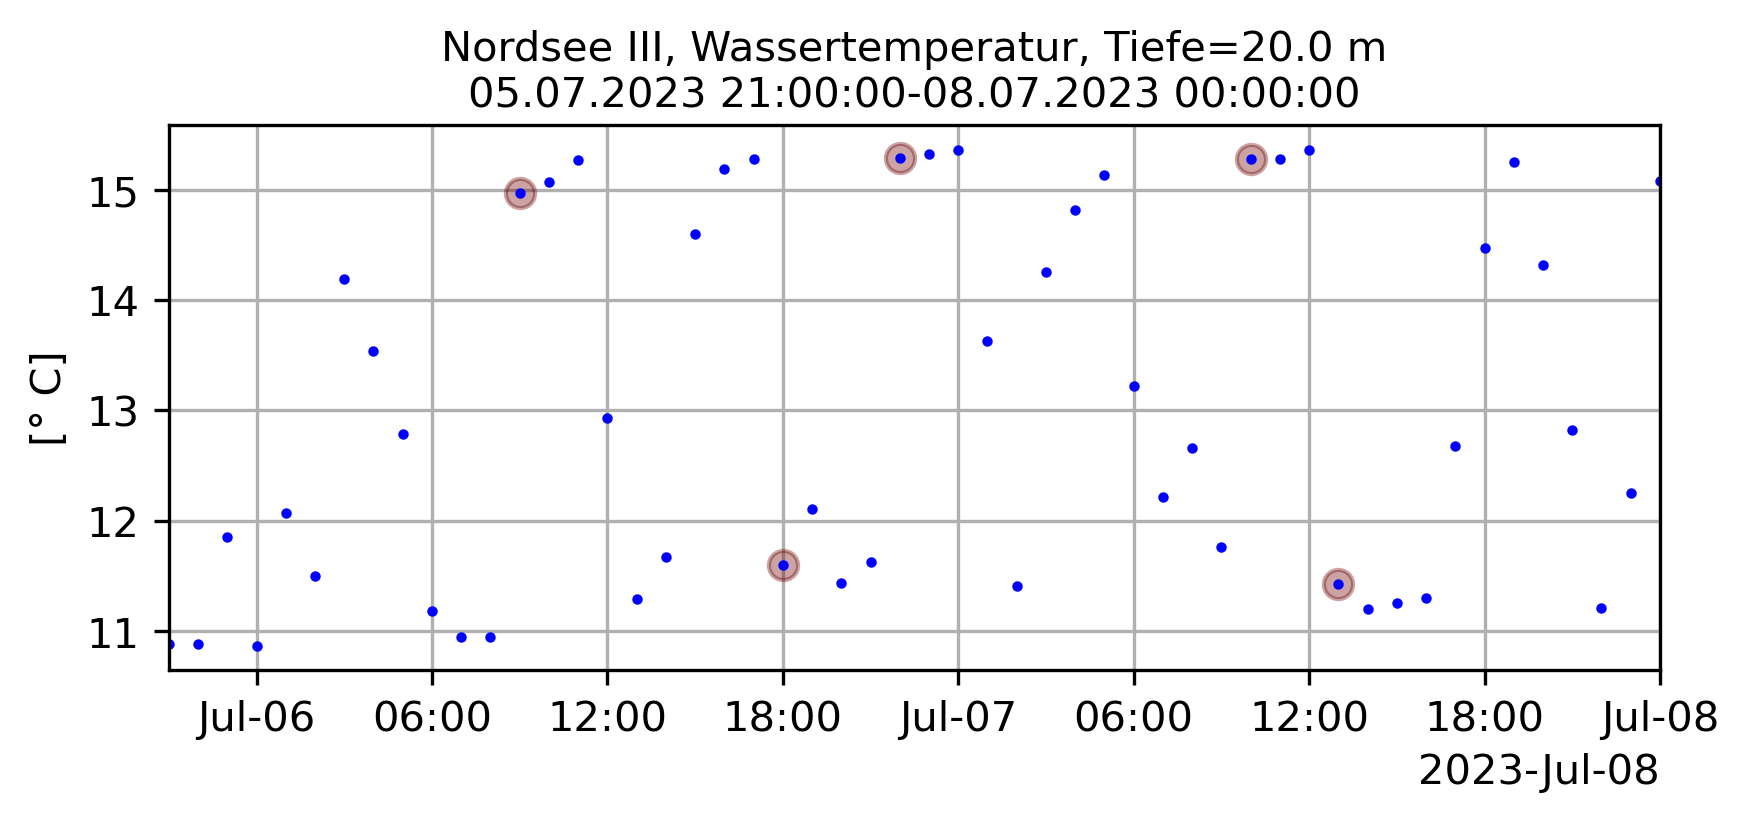 Nordsee III, Wassertemperatur, Tiefe=20.0 m
05.07.2023 21:00:00-08.07.2023 00:00:00
[° C]
15
14
13
12
11
Jul-06 06:00 12:00 18:00 Jul-07 06:00 12:00 18:00 Jul-08
2023-Jul-08